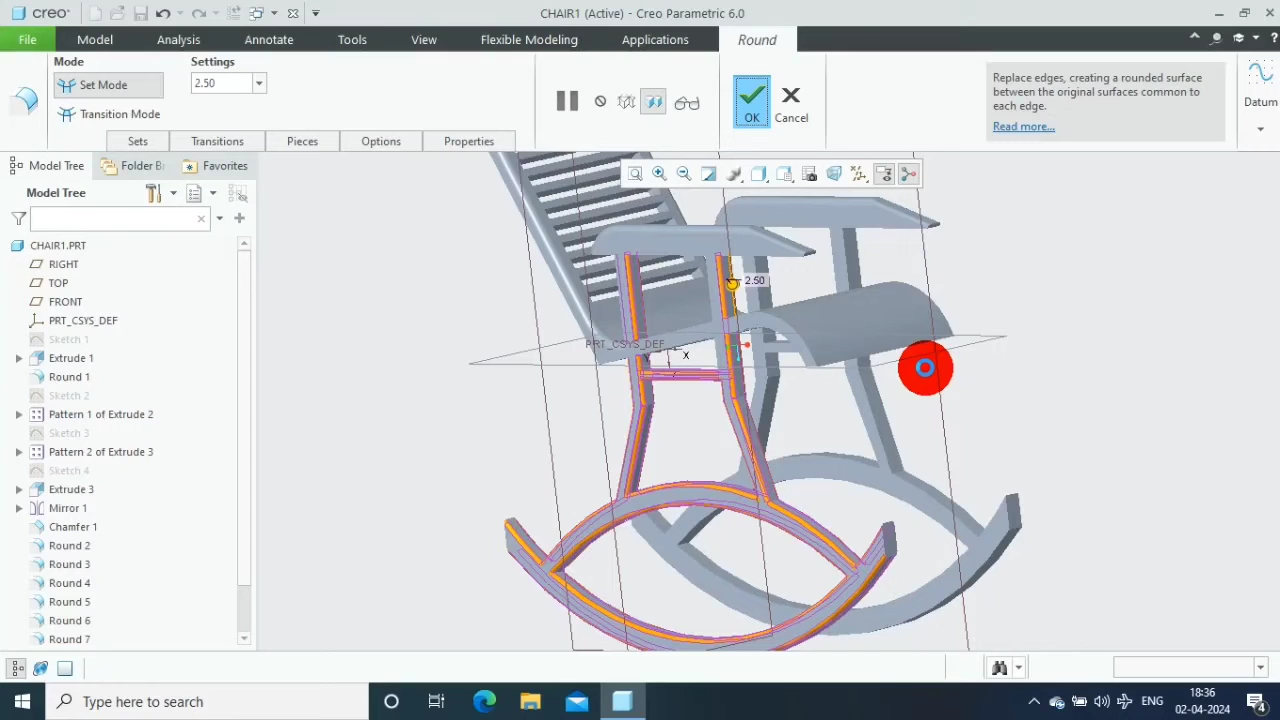 creo
CHAIR1 (Active) - Creo Parametric 6.0
File
Model
Analysis
Annotate
Tools
View
Flexible Modeling
Applications
Round
Mode
Set Mode
Transition Mode
Settings
2.50
OK
Cancel
Replace edges, creating a rounded surface
between the original surfaces common to
each edge.
Read more...
Datum
Sets
Transitions
Pieces
Options
Properties
Model Tree
Folder Br
Favorites
Model Tree
CHAIR1.PRT
RIGHT
TOP
FRONT
PRT_CSYS_DEF
Sketch 1
Extrude 1
Round 1
Sketch 2
Pattern 1 of Extrude 2
Sketch 3
Pattern 2 of Extrude 3
Sketch 4
Extrude 3
Mirror 1
Chamfer 1
Round 2
Round 3
Round 4
Round 5
Round 6
Round 7
2.50
PRT_CSYS_DEF
X
Type here to search
ENG
18:36
02-04-2024
4